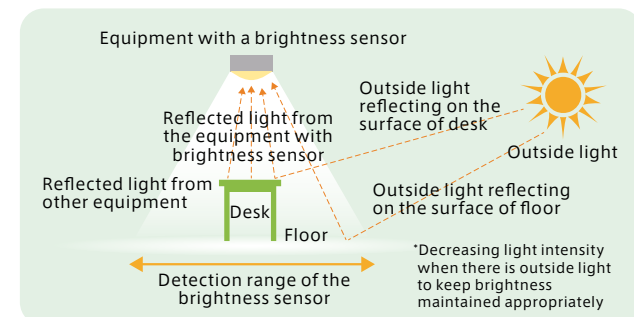 Equipment with a brightness sensor
Outside light
reflecting on the
surface of desk
Reflected light from
the equipment with
brightness sensor
Outside light
Reflected light from
other equipment
Outside light reflecting
on the surface of floor
Desk
Floor
*Decreasing light intensity
when there is outside light
to keep brightness
maintained appropriately
Detection range of the
brightness sensor